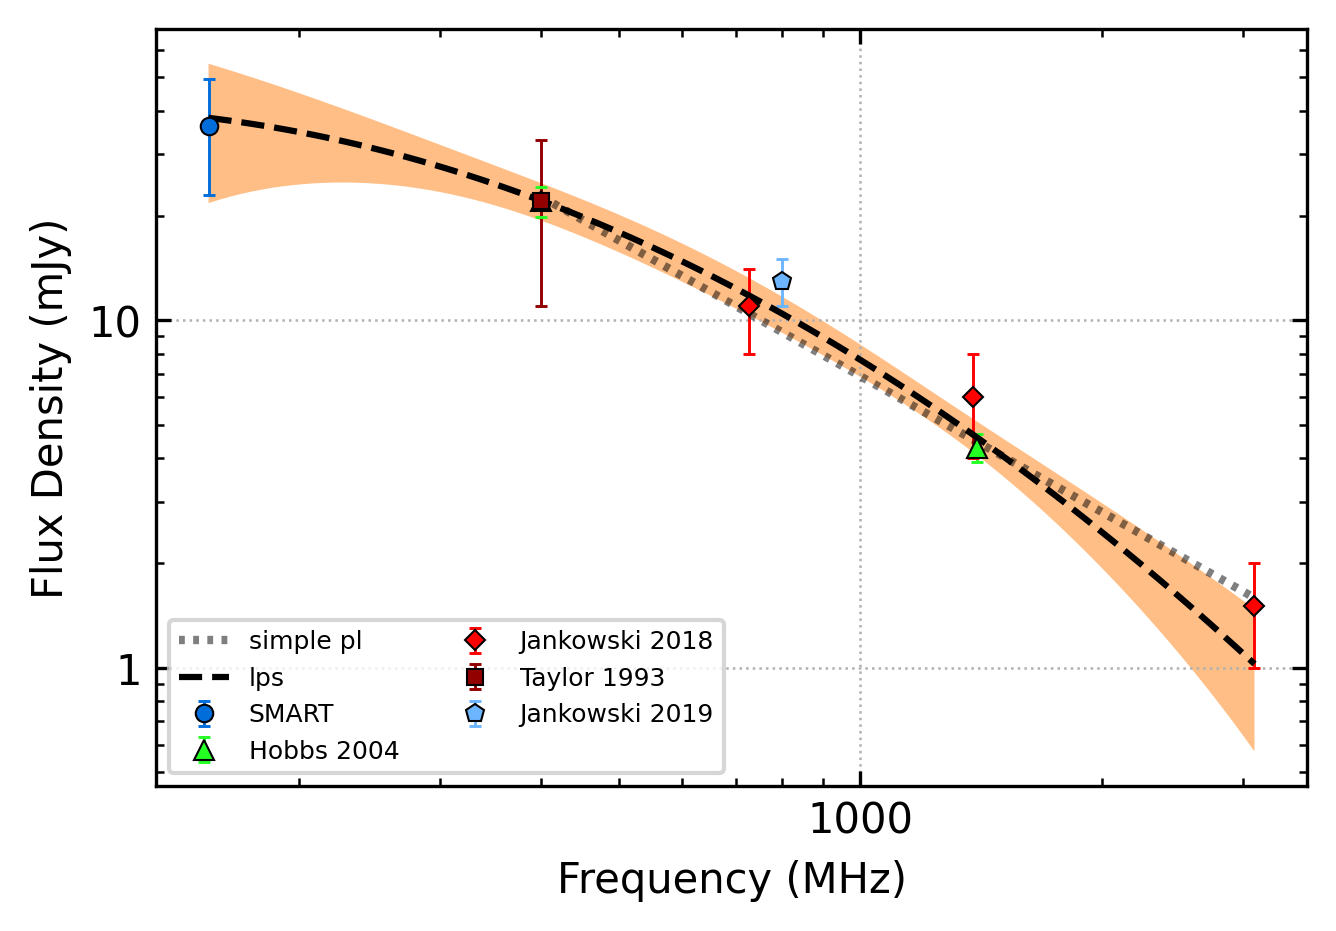 Flux Density (mJy)
10
1
simple pl
lps
SMART
Hobbs 2004
Jankowski 2018
Taylor 1993
Jankowski 2019
1000
Frequency (MHz)